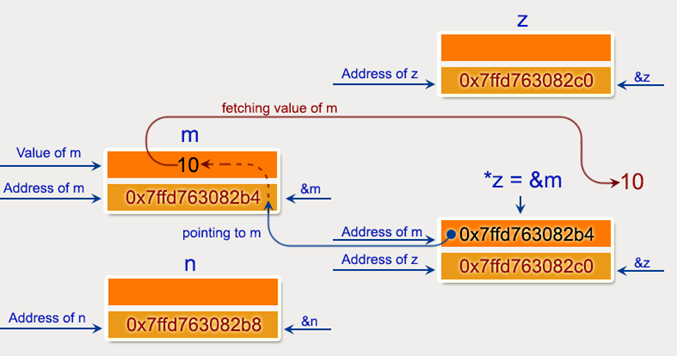 z
Address of z
0x7ffd763082c0
&z
fetching value of m
m
Value of m
10
Address of m
0x7ffd763082b4
&m
10
*z = &m
pointing to m
Address of m
0x7ffd763082b4
Address of z
0x7ffd763082c0
&z
n
Address of n
0x7ffd763082b8
&n